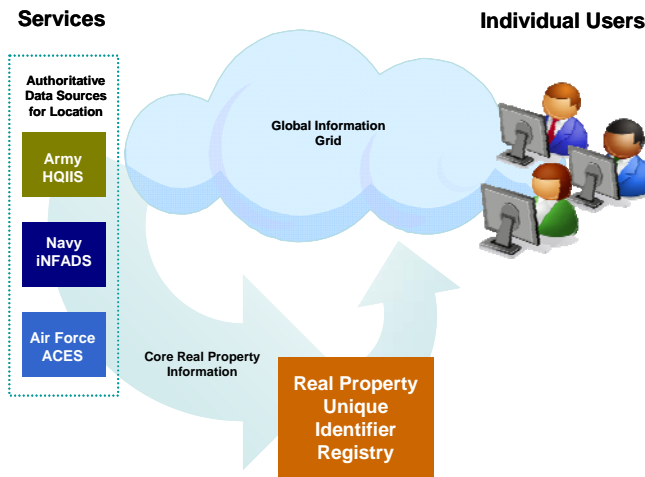 Services
Individual Users
Authoritative
Data Sources
for Location
Army
HQIIS
Navy
iNFADS
Air Force
ACES
Global Information
Grid
Core Real Property
Information
Real Property
Unique
Identifier
Registry